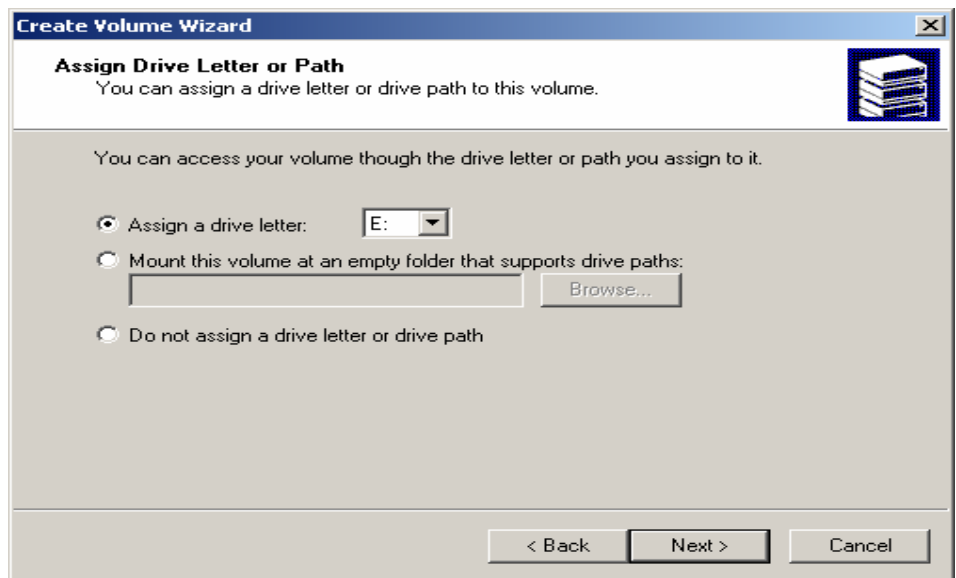 Create Volume Wizard
Assign Drive Letter or Path
You can assign a drive letter or drive path to this volume.
You can access your volume though the drive letter or path you assign to it.
Assign a drive letter: E:
Mount this volume at an empty folder that supports drive paths:
Browse...
Do not assign a drive letter or drive path
< Back Next > Cancel